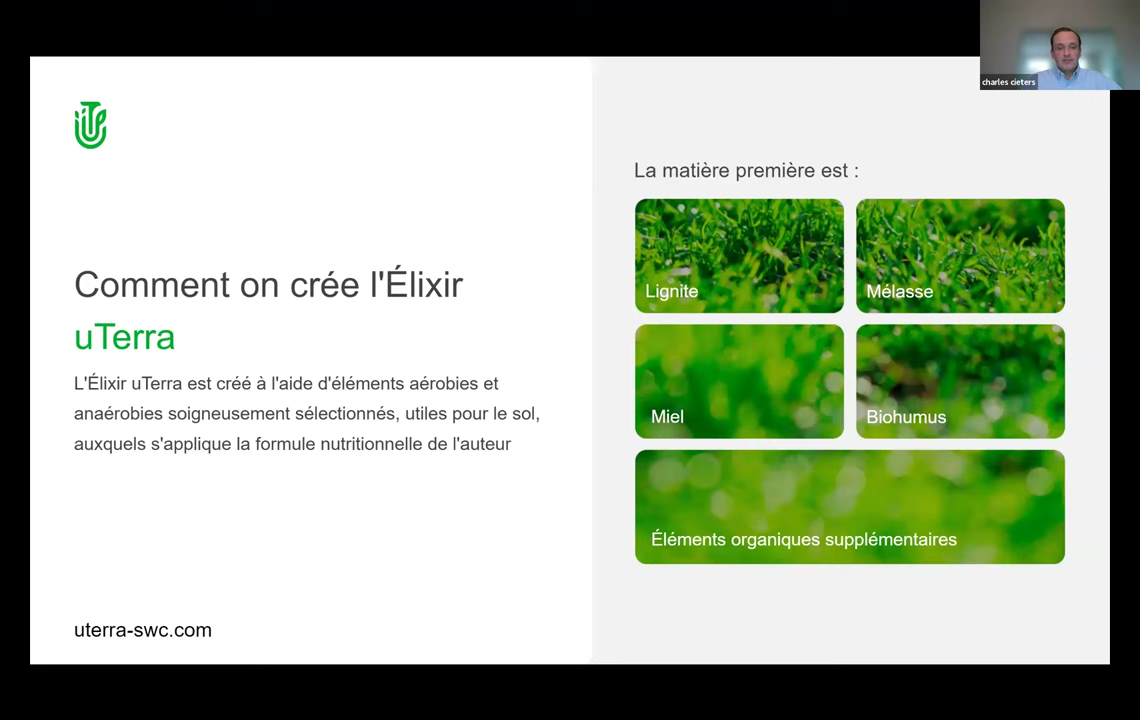 charles cieters
Comment on crée l'Élixir
uTerra
L'Élixir uTerra est créé à l'aide d'éléments aérobies et
anaérobies soigneusement sélectionnés, utiles pour le sol,
auxquels s'applique la formule nutritionnelle de l'auteur
uterra-swc.com
La matière première est :
Lignite
Mélasse
Miel
Biohumus
Éléments organiques supplémentaires